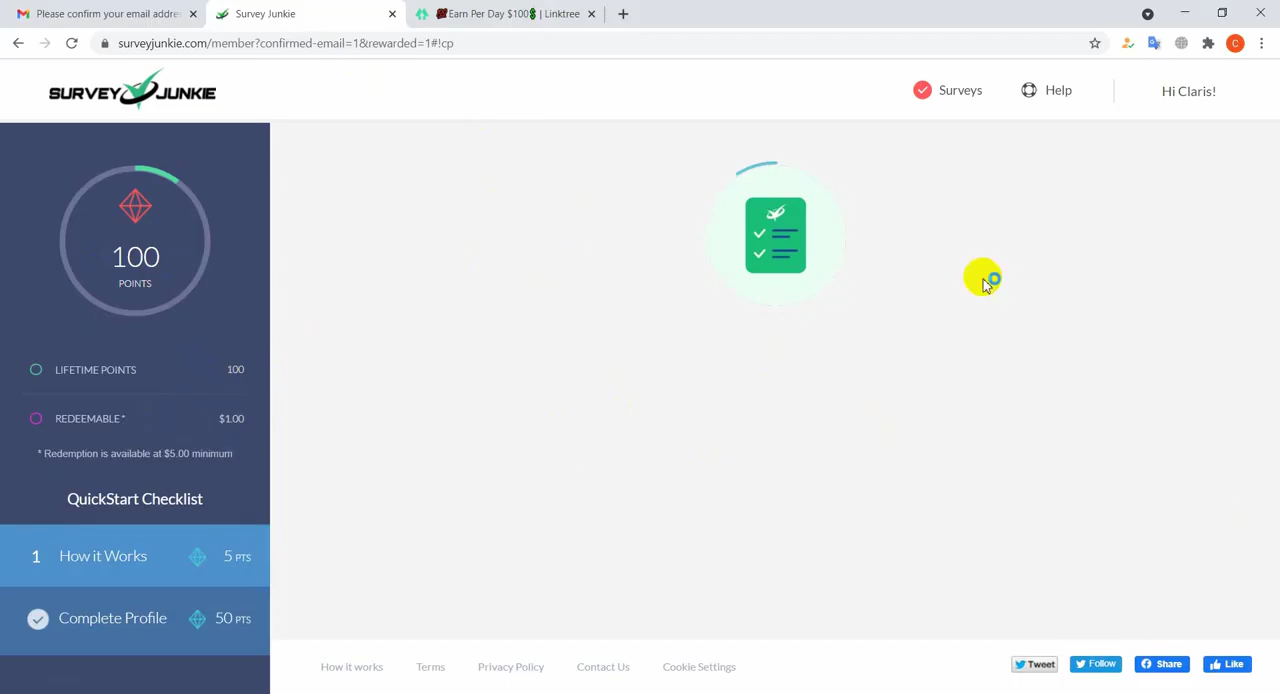 Please confirm your email addres
Survey Junkie
Earn Per Day $100 | Linktree
surveyjunkie.com/member?confirmed-email=1&rewarded=1#!cp
C
SURVEY JUNKIE
Surveys
Help
Hi Claris!
100
POINTS
LIFETIME POINTS 100
REDEEMABLE* $1.00
* Redemption is available at $5.00 minimum
QuickStart Checklist
1 How it Works 5 PTS
Complete Profile 50 PTS
How it works
Terms
Privacy Policy
Contact Us
Cookie Settings
Tweet
Follow
Share
Like